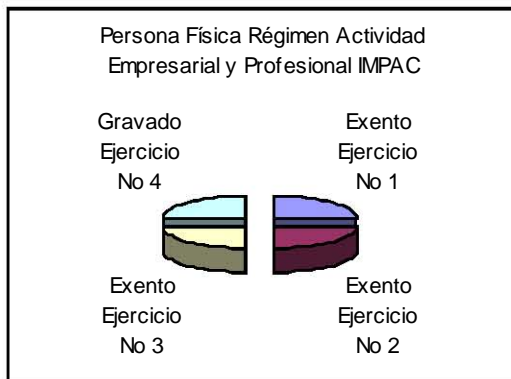 Persona Física Régimen Actividad
Empresarial y Profesional IMPAC
Gravado
Ejercicio
No 4
Exento
Ejercicio
No 1
Exento
Ejercicio
No 3
Exento
Ejercicio
No 2